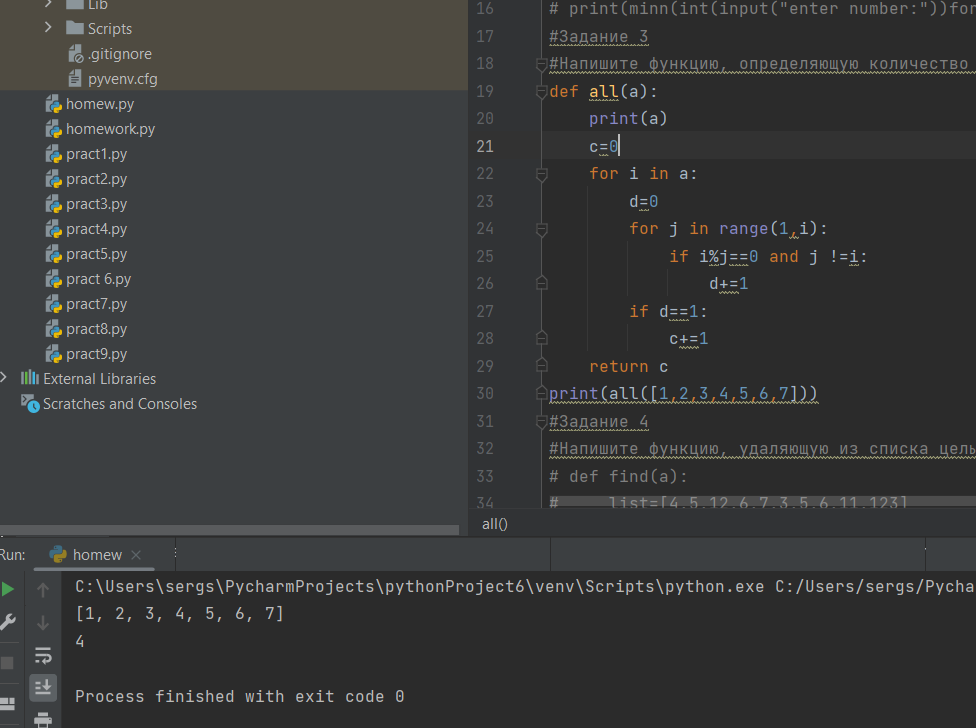 Lib
Scripts
.gitignore
pyvenv.cfg
homew.py
homework.py
pract1.py
pract2.py
pract3.py
pract4.py
pract5.py
pract 6.py
pract7.py
pract8.py
pract9.py
External Libraries
Scratches and Consoles
16 # print(minn(int(input("enter number:"))for
17 #Задание 3
18 #Напишите функцию, определяющую количество
19 def all(a):
20 print(a)
21 c=0
22 for i in a:
23 d=0
24 for j in range(1,i):
25 if i%j==0 and j !=i:
26 d+=1
27 if d==1:
28 c+=1
29 return c
30 print(all([1,2,3,4,5,6,7]))
31 #Задание 4
32 #Напишите функцию, удаляющую из списка целы
33 # def find(a):
34 # list=[4,5,12,6,7,3,5,6,11,123]
all()
Run: homew
C:\Users\sergs\PycharmProjects\pythonProject6\venv\Scripts\python.exe C:/Users/sergs/Pycha
[1, 2, 3, 4, 5, 6, 7]
4
Process finished with exit code 0